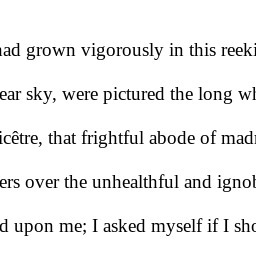 had grown vigorously in this reeki
ear sky, were pictured the long wh
icêtre, that frightful abode of mad
ers over the unhealthful and ignob
d upon me; I asked myself if I sho